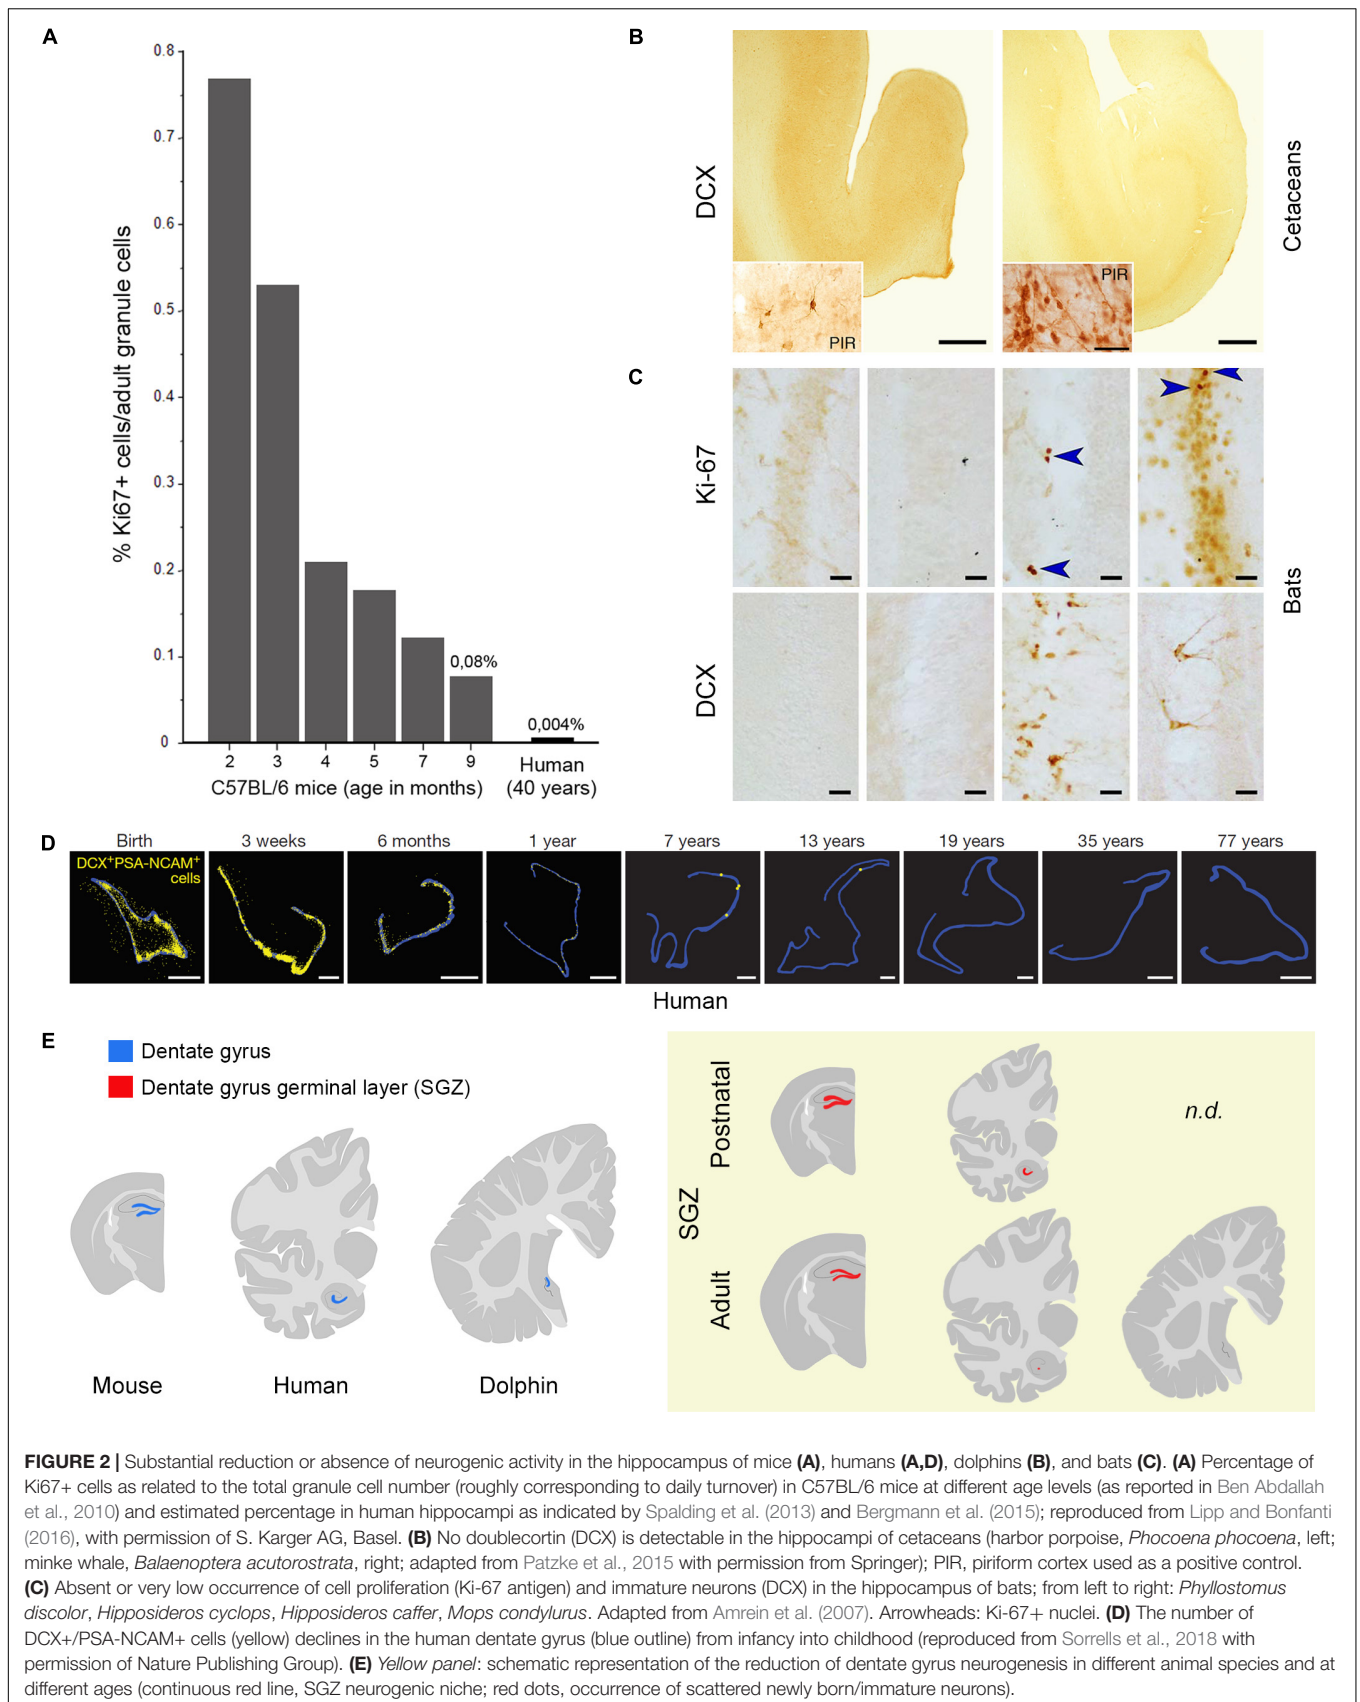 A
0.8
0.7
0.6
0.5
0.4
0.3
0.2
0.1
0
% Ki67+ cells/adult granule cells
0,08%
0,004%
2 3 4 5 7 9
C57BL/6 mice (age in months)
Human
(40 years)
B
DCX
PIR
PIR
Cetaceans
C
Ki-67
DCX
Bats
D
Birth
3 weeks
6 months
1 year
7 years
13 years
19 years
35 years
77 years
DCX+PSA-NCAM+
cells
Human
E
Dentate gyrus
Dentate gyrus germinal layer (SGZ)
Mouse
Human
Dolphin
SGZ
Postnatal
Adult
n.d.
FIGURE 2 | Substantial reduction or absence of neurogenic activity in the hippocampus of mice (A), humans (A,D), dolphins (B), and bats (C). (A) Percentage of
Ki67+ cells as related to the total granule cell number (roughly corresponding to daily turnover) in C57BL/6 mice at different age levels (as reported in Ben Abdallah
et al., 2010) and estimated percentage in human hippocampi as indicated by Spalding et al. (2013) and Bergmann et al. (2015); reproduced from Lipp and Bonfanti
(2016), with permission of S. Karger AG, Basel. (B) No doublecortin (DCX) is detectable in the hippocampi of cetaceans (harbor porpoise, Phocoena phocoena, left;
minke whale, Balaenoptera acutorostrata, right; adapted from Patzke et al., 2015 with permission from Springer); PIR, piriform cortex used as a positive control.
(C) Absent or very low occurrence of cell proliferation (Ki-67 antigen) and immature neurons (DCX) in the hippocampus of bats; from left to right: Phyllostomus
discolor, Hipposideros cyclops, Hipposideros caffer, Mops condylurus. Adapted from Amrein et al. (2007). Arrowheads: Ki-67+ nuclei. (D) The number of
DCX+/PSA-NCAM+ cells (yellow) declines in the human dentate gyrus (blue outline) from infancy into childhood (reproduced from Sorrells et al., 2018 with
permission of Nature Publishing Group). (E) Yellow panel: schematic representation of the reduction of dentate gyrus neurogenesis in different animal species and at
different ages (continuous red line, SGZ neurogenic niche; red dots, occurrence of scattered newly born/immature neurons).